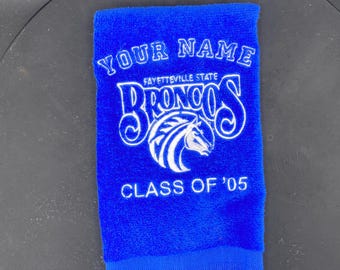 YOUR NAME
FAYETTEVILLE STATE
BRONCOS
CLASS OF '05